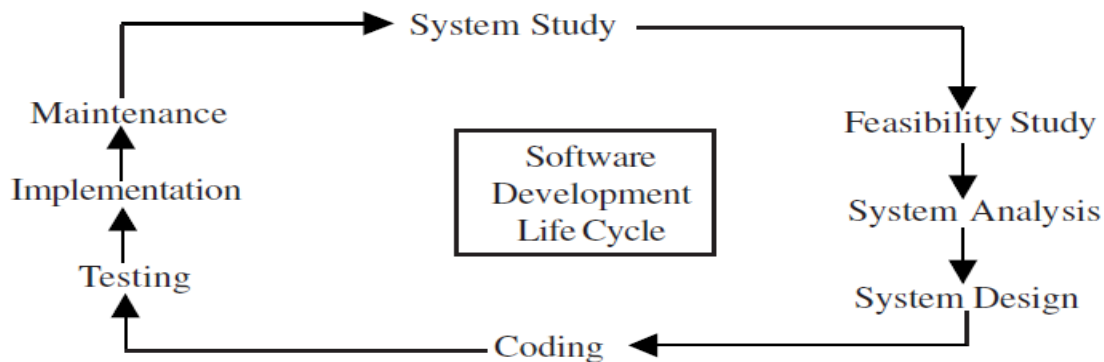 System Study
Maintenance
Feasibility Study
Software
Development
Life Cycle
Implementation
System Analysis
Testing
System Design
Coding